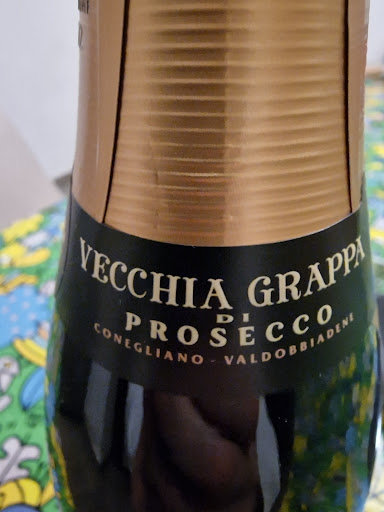 VECCHIA GRAPPA
DI
PROSECCO
CONEGLIANO - VALDOBBIADENE